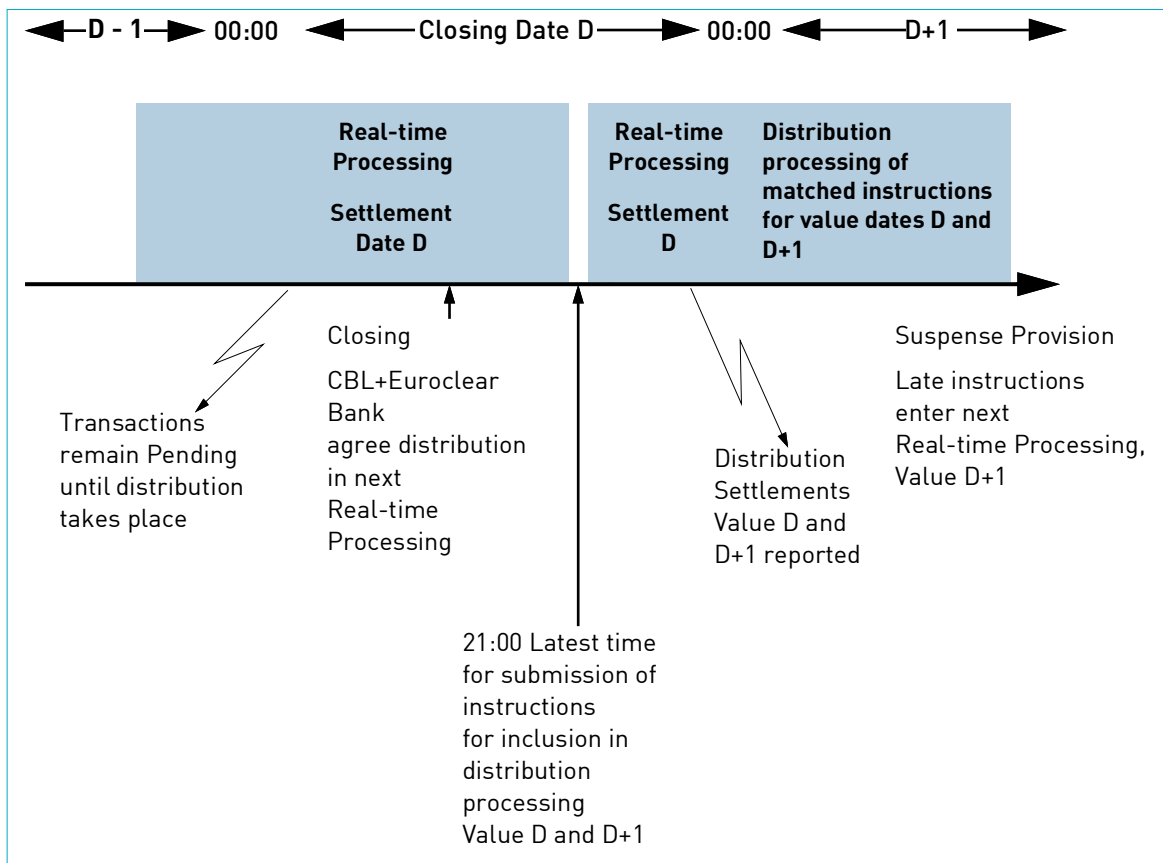 D - 1 00:00 Closing Date D 00:00 D+1
Real-time
Processing
Settlement
Date D
Real-time
Processing
Settlement
D
Distribution
processing of
matched instructions
for value dates D and
D+1
Transactions
remain Pending
until distribution
takes place
Closing
CBL+Euroclear
Bank
agree distribution
in next
Real-time
Processing
21:00 Latest time
for submission of
instructions
for inclusion in
distribution
processing
Value D and D+1
Distribution
Settlements
Value D and
D+1 reported
Suspense Provision
Late instructions
enter next
Real-time Processing,
Value D+1